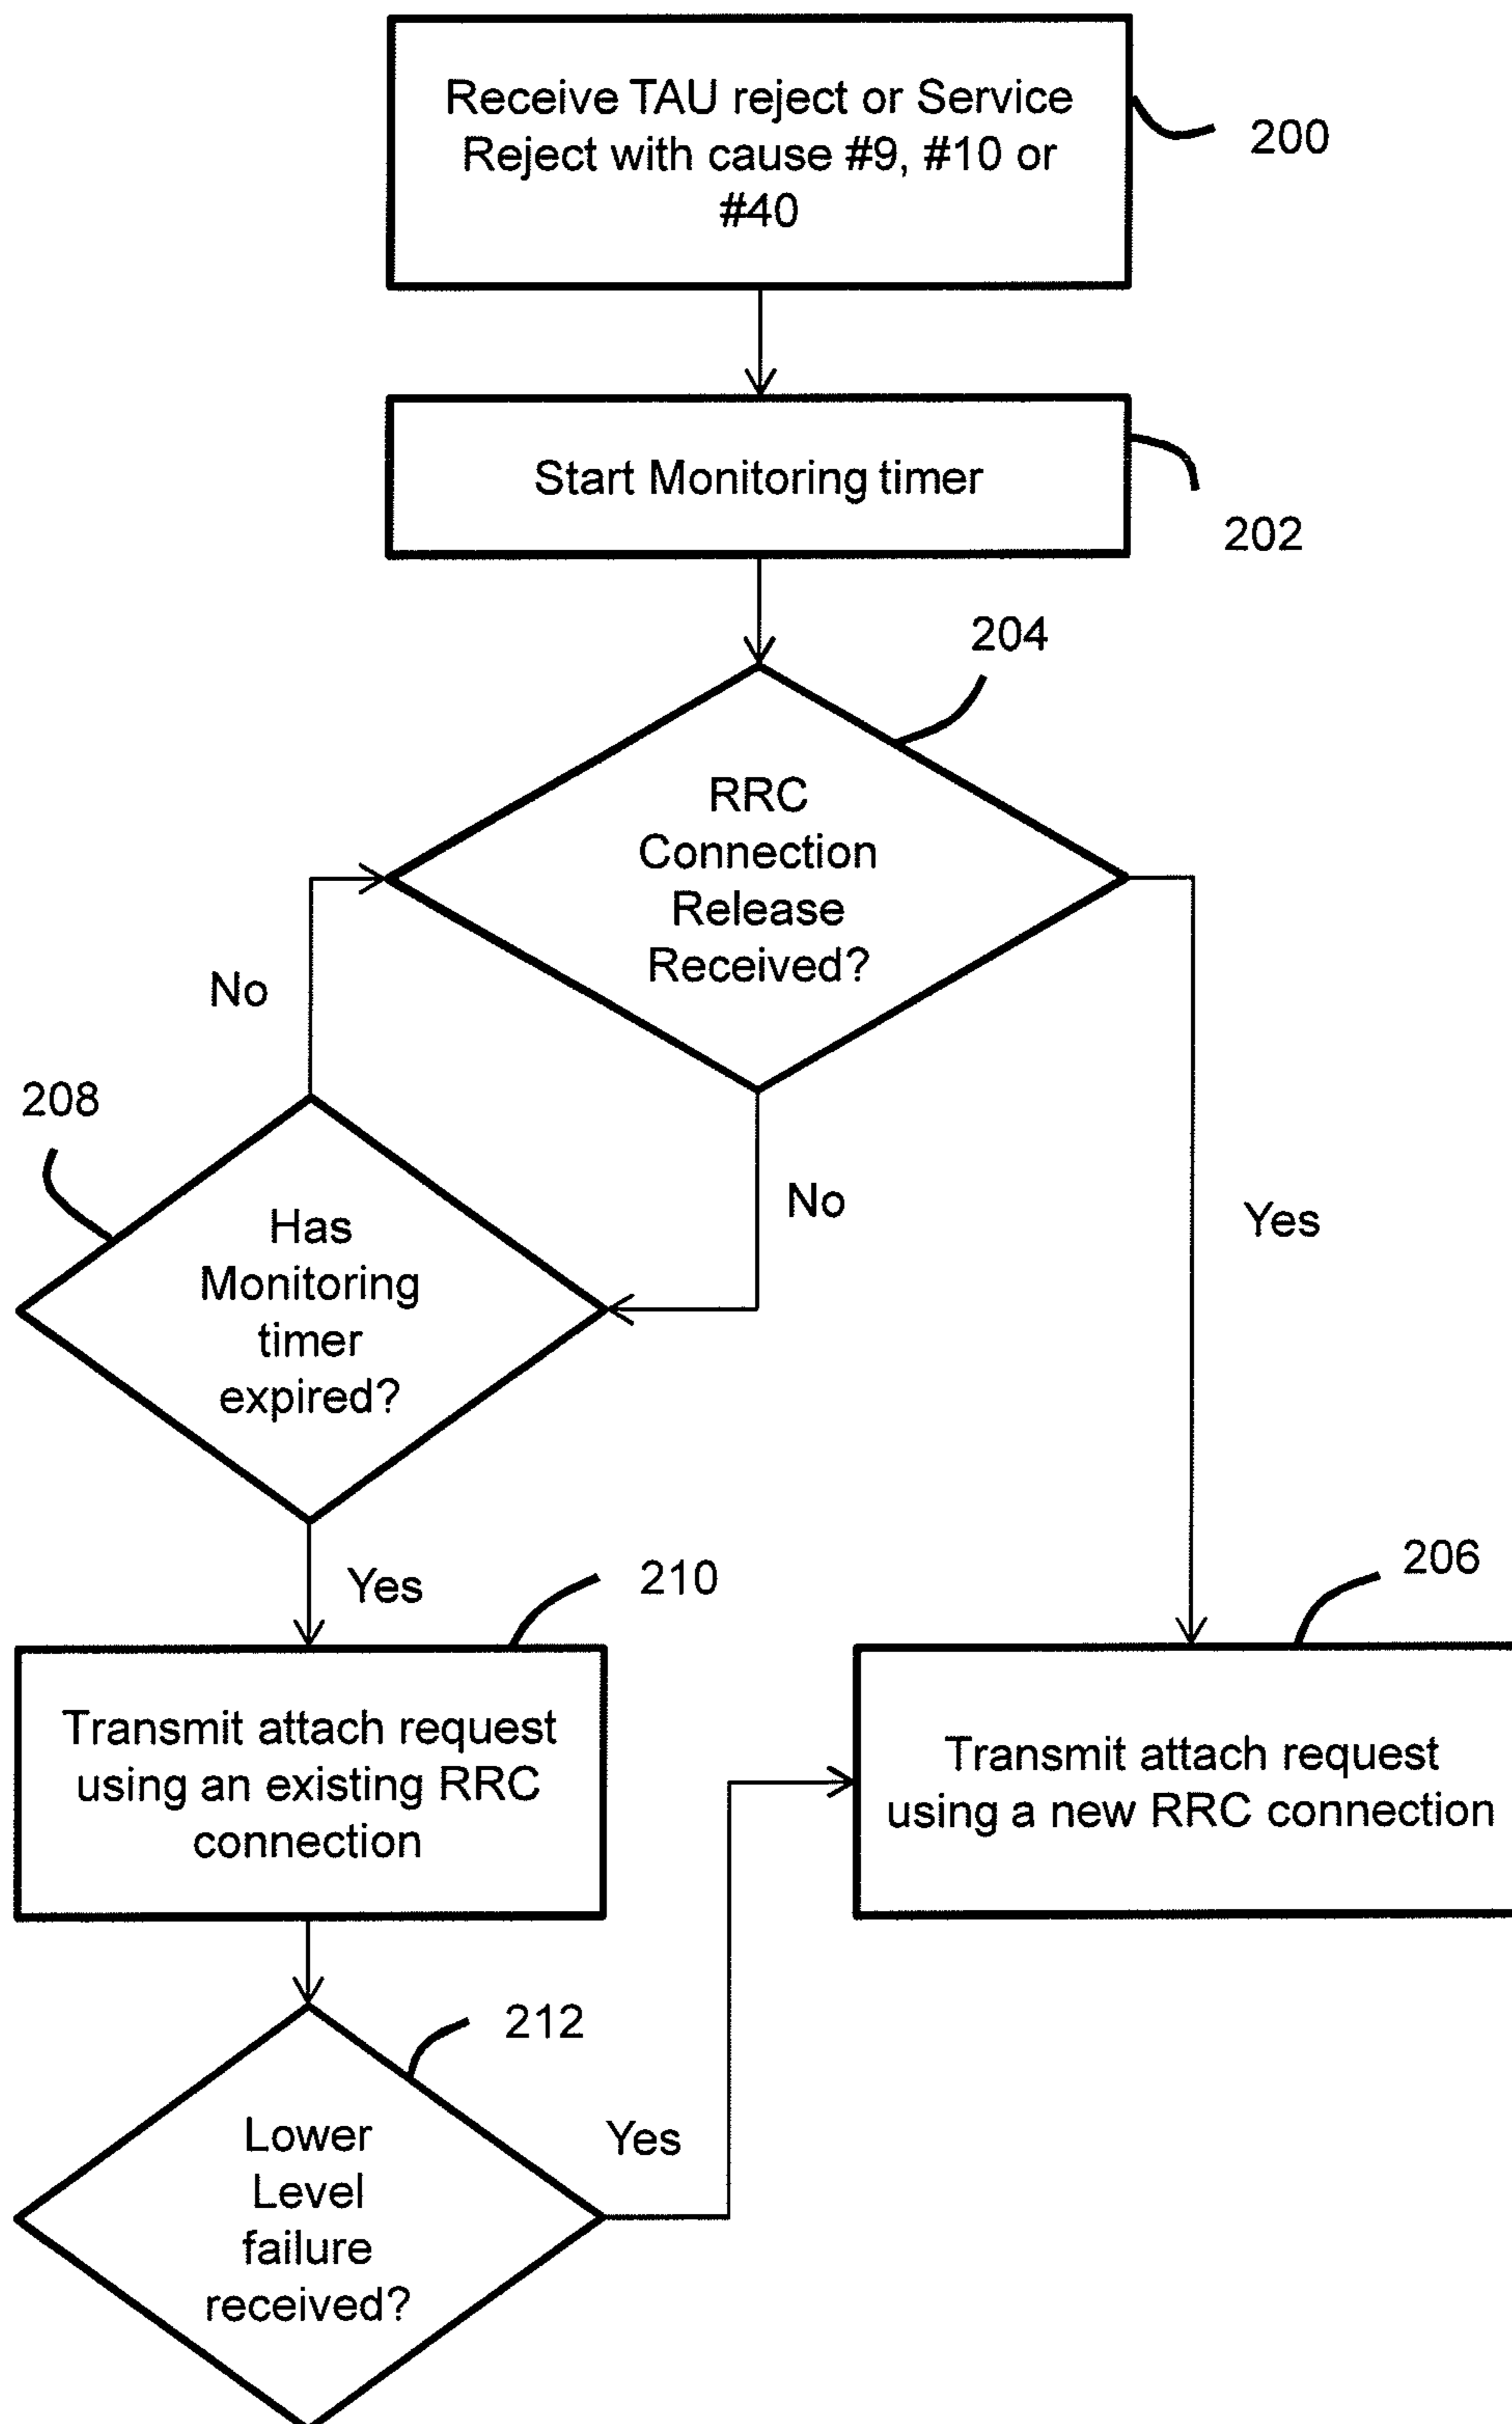 Receive TAU reject or Service
Reject with cause #9, #10 or
#40
200
Start Monitoring timer
202
204
RRC
Connection
Release
Received?
No
208
No
Has
Monitoring
timer
expired?
Yes
Yes
210
206
Transmit attach request
using an existing RRC
connection
Transmit attach request
using a new RRC connection
212
Lower
Level
failure
received?
Yes